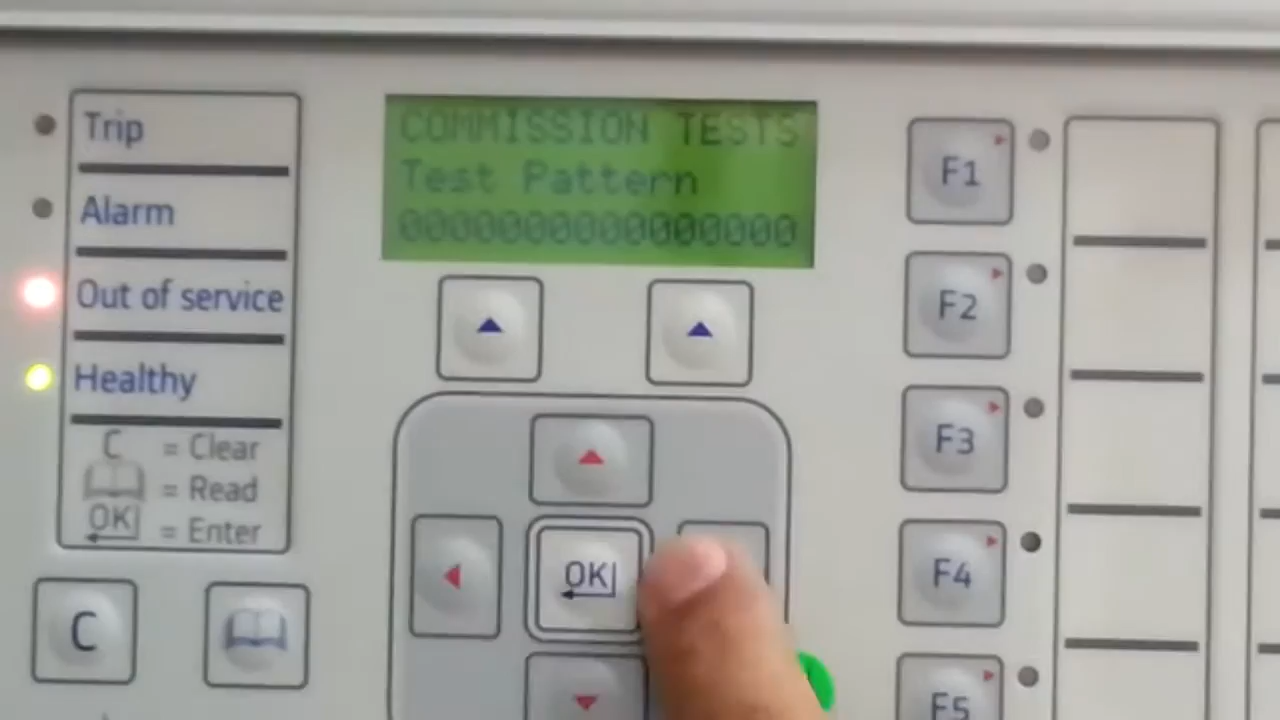 Trip
Alarm
Out of service
Healthy
C = Clear
= Read
OK = Enter
C
COMMISSION TESTS
Test Pattern
0000000000000000
OK
F1
F2
F3
F4
F5